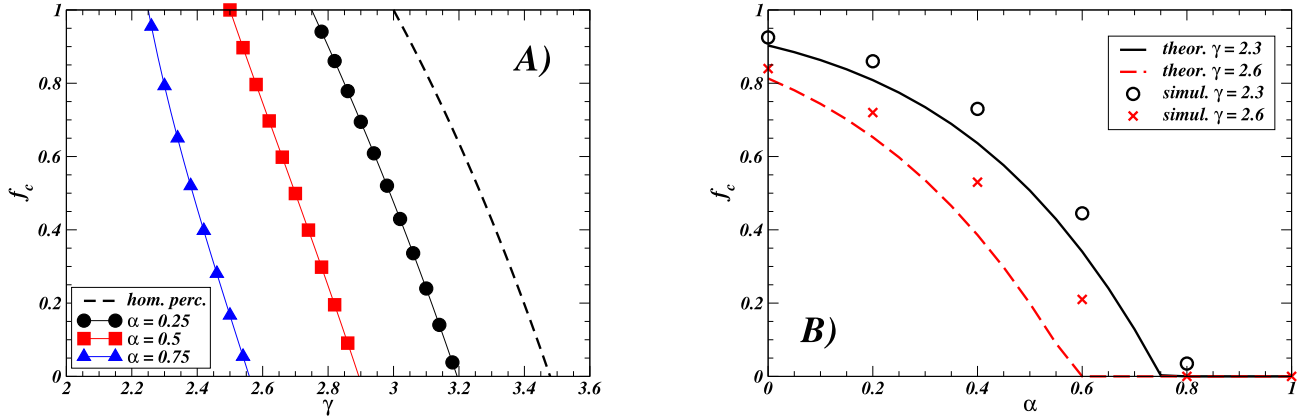 A)
f_c
1
0.8
0.6
0.4
0.2
0
hom. perc.
α = 0.25
α = 0.5
α = 0.75
2 2.2 2.4 2.6 2.8 3 3.2 3.4 3.6
γ
B)
f_c
1
0.8
0.6
0.4
0.2
0
theor. γ = 2.3
theor. γ = 2.6
simul. γ = 2.3
simul. γ = 2.6
0 0.2 0.4 0.6 0.8 1
α